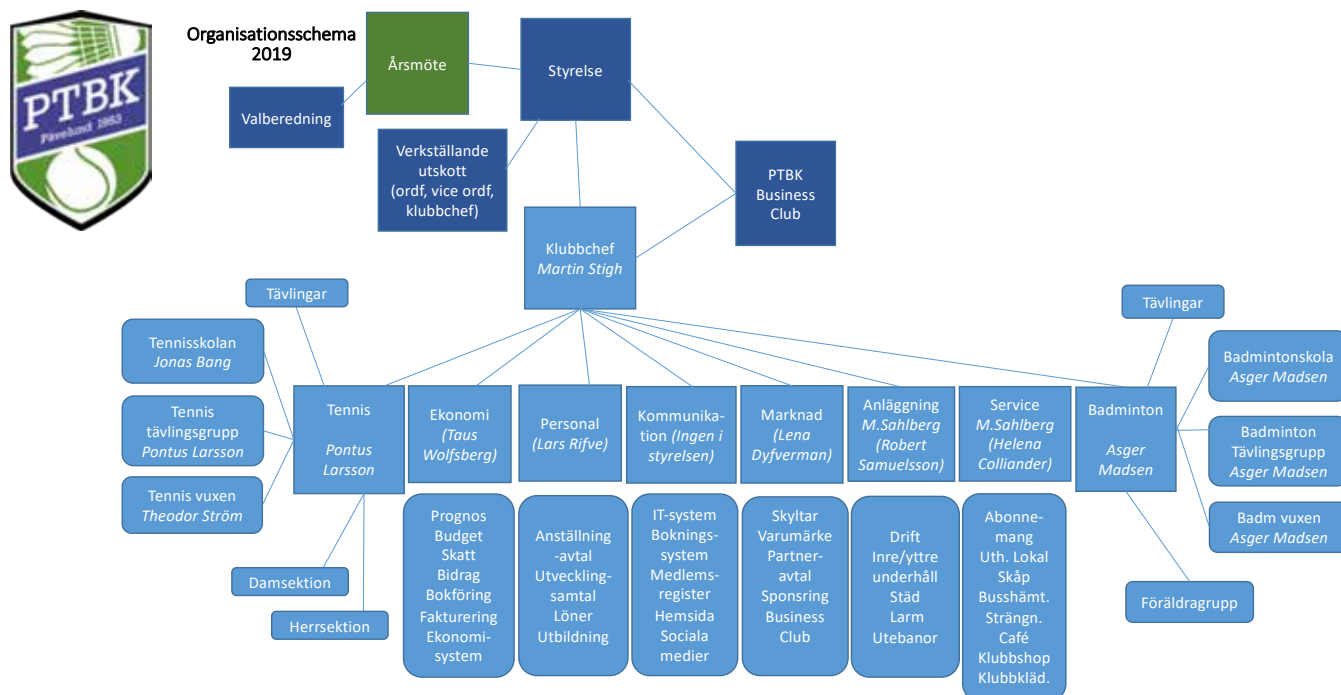 PTBK
Påvelund 1953
Organisationsschema
2019
Årsmöte
Styrelse
Valberedning
Verkställande
utskott
(ordf, vice ordf,
klubbchef)
PTBK
Business
Club
Klubbchef
Martin Stigh
Tävlingar
Tävlingar
Tennisskolan
Jonas Bang
Tennis
tävlingsgrupp
Pontus Larsson
Tennis vuxen
Theodor Ström
Tennis
Pontus
Larsson
Ekonomi
(Taus
Wolfsberg)
Personal
(Lars Rifve)
Kommunika-
tion (Ingen i
styrelsen)
Marknad
(Lena
Dyfverman)
Anläggning
M.Sahlberg
(Robert
Samuelsson)
Service
M.Sahlberg
(Helena
Colliander)
Badminton
Asger
Madsen
Badmintonskola
Asger Madsen
Badminton
Tävlingsgrupp
Asger Madsen
Badm vuxen
Asger Madsen
Damsektion
Herrsektion
Prognos
Budget
Skatt
Bidrag
Bokföring
Fakturering
Ekonomi-
system
Anställning
-avtal
Utveckling-
samtal
Löner
Utbildning
IT-system
Boknings-
system
Medlems-
register
Hemsida
Sociala
medier
Skyltar
Varumärke
Partner-
avtal
Sponsring
Business
Club
Drift
Inre/yttre
underhåll
Städ
Larm
Utebanor
Abonne-
mang
Uth. Lokal
Skåp
Busshämt.
Strängn.
Café
Klubbshop
Klubbkläd.
Föräldragrupp